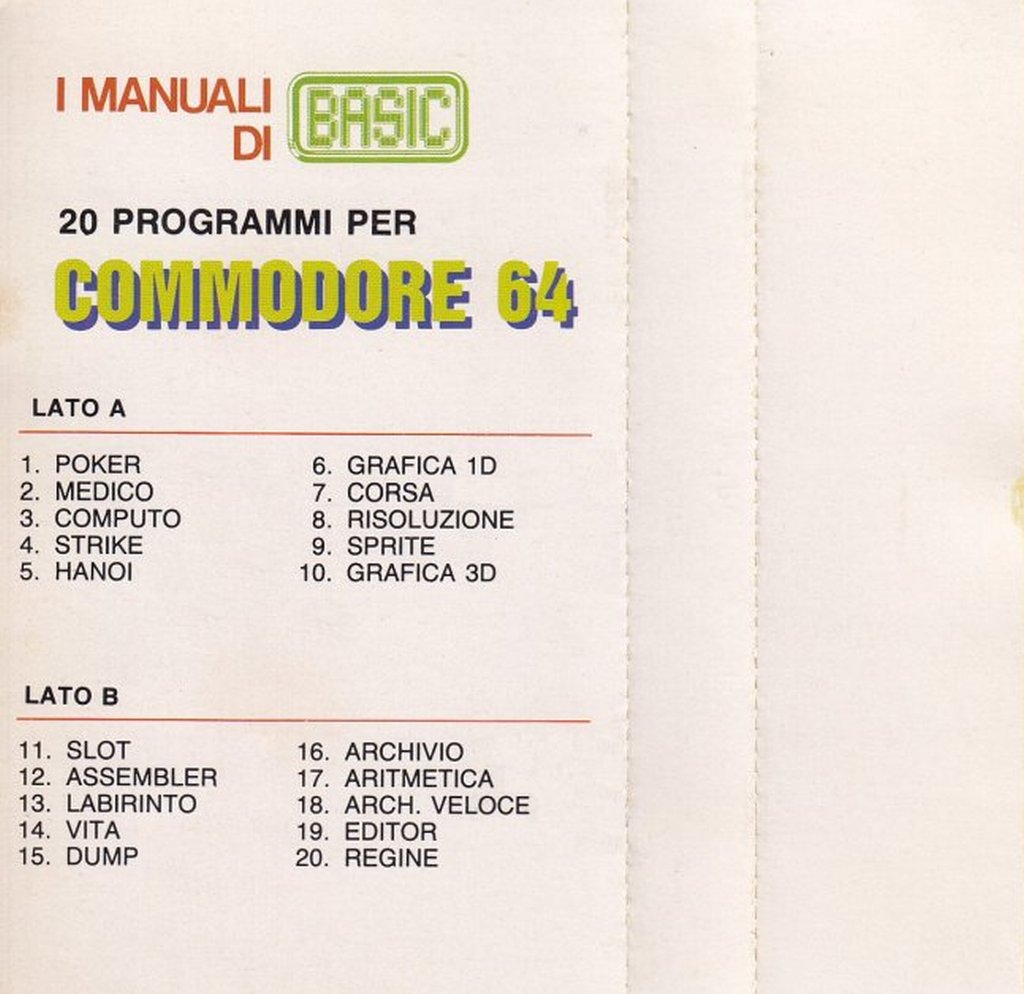 I MANUALI
DI BASIC
20 PROGRAMMI PER
COMMODORE 64
LATO A
1. POKER
2. MEDICO
3. COMPUTO
4. STRIKE
5. HANOI
6. GRAFICA 1D
7. CORSA
8. RISOLUZIONE
9. SPRITE
10. GRAFICA 3D
LATO B
11. SLOT
12. ASSEMBLER
13. LABIRINTO
14. VITA
15. DUMP
16. ARCHIVIO
17. ARITMETICA
18. ARCH. VELOCE
19. EDITOR
20. REGINE